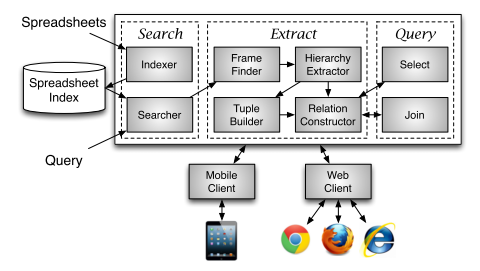 Spreadsheets
Search
Extract
Query
Indexer
Frame
Finder
Hierarchy
Extractor
Select
Spreadsheet
Index
Searcher
Tuple
Builder
Relation
Constructor
Join
Query
Mobile
Client
Web
Client